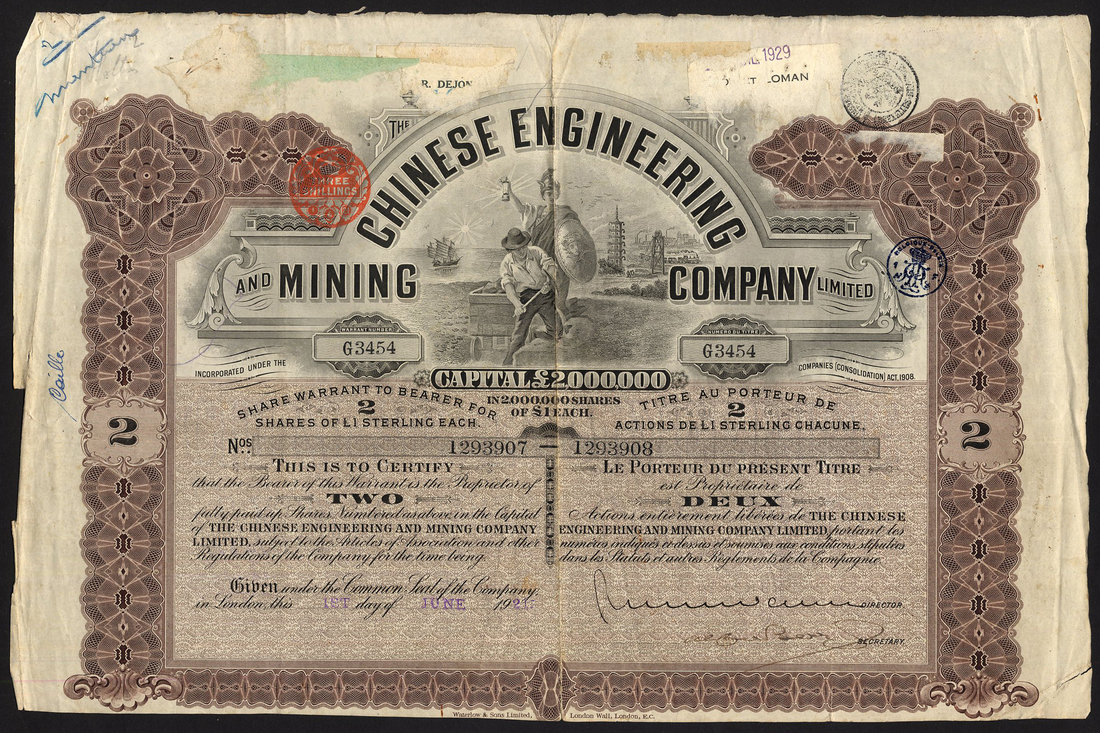 R. DEJON
1929
LOMAN
THREE
SHILLINGS
THE
CHINESE ENGINEERING
AND MINING COMPANY LIMITED
WARRANT NUMBER
G3454
NUMÉRO DU TITRE
G3454
INCORPORATED UNDER THE COMPANIES (CONSOLIDATION) ACT, 1908.
CAPITAL £2,000,000
IN 2,000,000 SHARES
OF £1 EACH.
SHARE WARRANT TO BEARER FOR
2
SHARES OF £1 STERLING EACH.
TITRE AU PORTEUR DE
2
ACTIONS DE £1 STERLING CHACUNE.
2
2
Nos: 1293907 — 1293908
THIS IS TO CERTIFY
that the Bearer of this Warrant is the Proprietor of
TWO
fully paid up Shares Numbered as above in the Capital
of THE CHINESE ENGINEERING AND MINING COMPANY
LIMITED, subject to the Articles of Association and other
Regulations of the Company for the time being.
LE PORTEUR DU PRÉSENT TITRE
est Propriétaire de
DEUX
Actions entièrement libérées de THE CHINESE
ENGINEERING AND MINING COMPANY LIMITED portant les
numéros indiqués ci-dessus et soumises aux conditions stipulées
dans les Statuts et autres Règlements de la Compagnie.
Given under the Common Seal of the Company,
in London, this 1ST day of JUNE 192
DIRECTOR.
SECRETARY.
Waterlow & Sons Limited, London Wall, London, E.C.